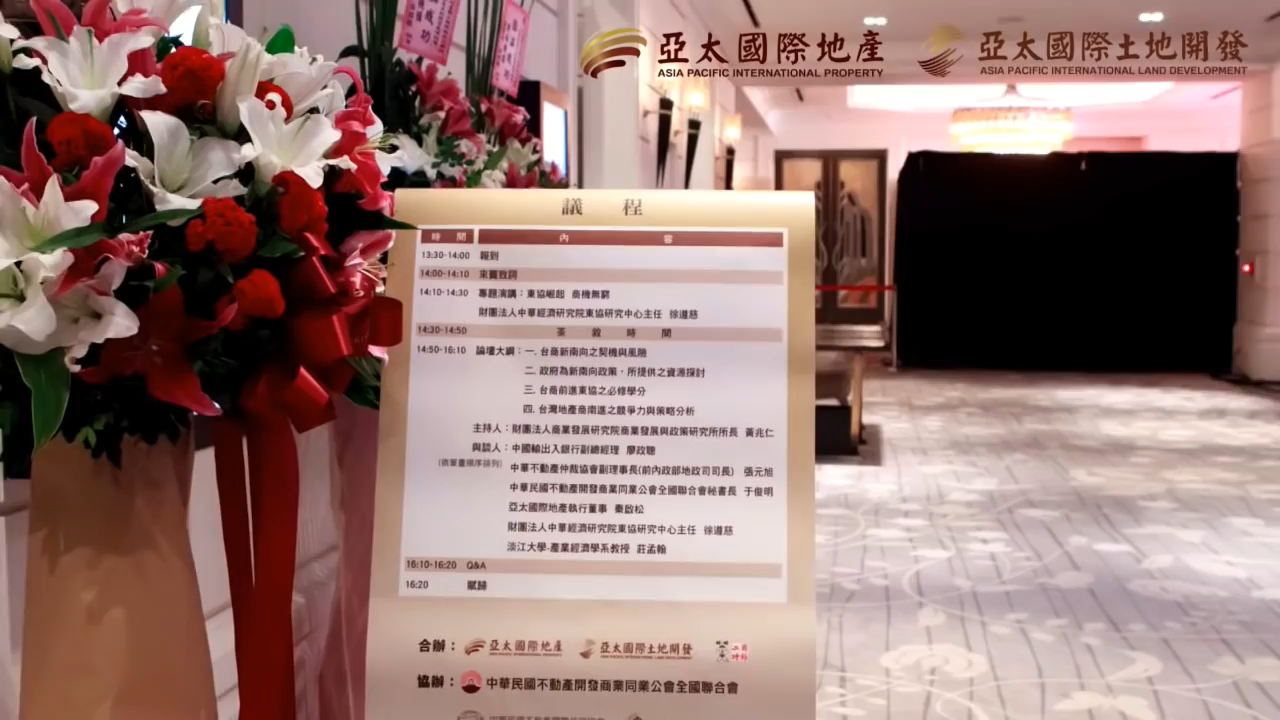 亞太國際地產
ASIA PACIFIC INTERNATIONAL PROPERTY
亞太國際土地開發
ASIA PACIFIC INTERNATIONAL LAND DEVELOPMENT
議 程
時 間 內 容
13:30-14:00 報到
14:00-14:10 來賓致詞
14:10-14:30 專題演講：東協崛起 商機無窮
財團法人中華經濟研究院東協研究中心主任 徐遵慈
14:30-14:50 茶 敘 時 間
14:50-16:10 論壇大綱：一. 台商新南向之契機與風險
二. 政府為新南向政策，所提供之資源探討
三. 台商前進東協之必修學分
四. 台灣地產商南進之競爭力與策略分析
主持人：財團法人商業發展研究院商業發展與政策研究所所長 黃兆仁
與談人：中國輸出入銀行副總經理 廖政聰
(依筆畫順序排列) 中華不動產仲裁協會副理事長(前內政部地政司司長) 張元旭
中華民國不動產開發商業同業公會全國聯合會秘書長 于俊明
亞太國際地產執行董事 秦啟松
財團法人中華經濟研究院東協研究中心主任 徐遵慈
淡江大學-產業經濟學系教授 莊孟翰
16:10-16:20 Q&A
16:20 賦歸
合辦：亞太國際地產 亞太國際土地開發
協辦：中華民國不動產開發商業同業公會全國聯合會